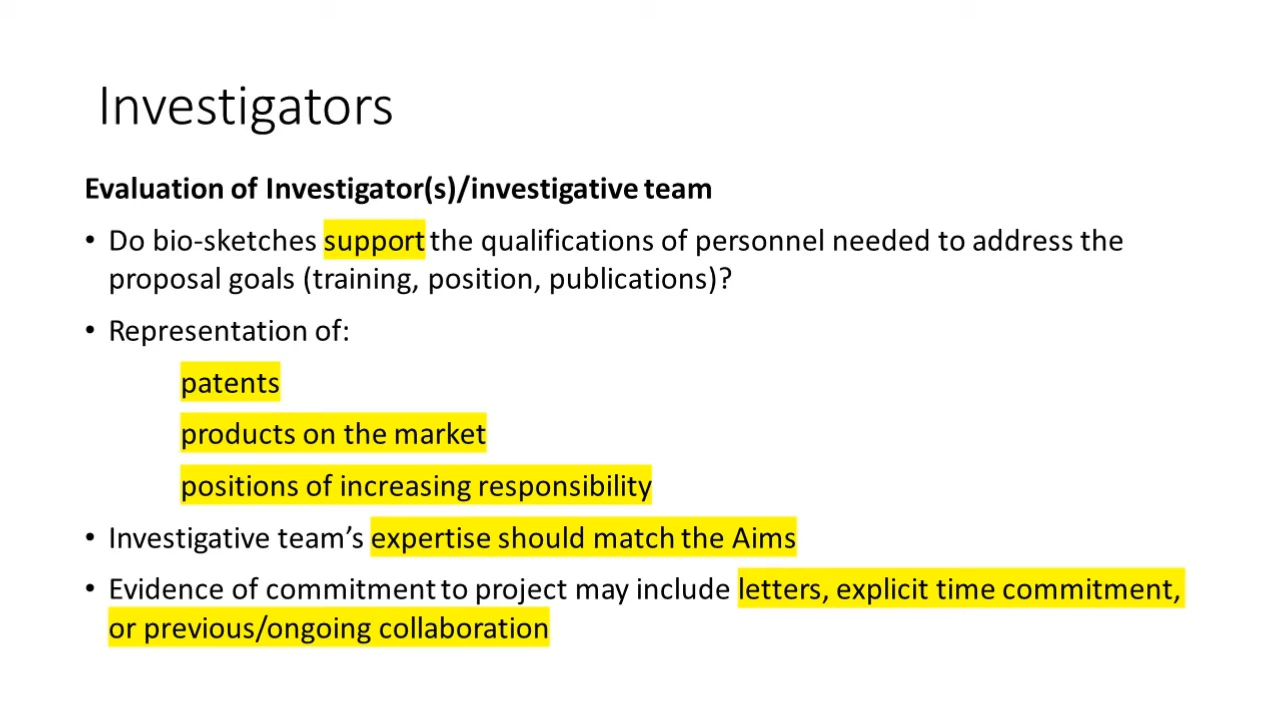 Investigators
Evaluation of Investigator(s)/investigative team
• Do bio-sketches support the qualifications of personnel needed to address the
proposal goals (training, position, publications)?
• Representation of:
patents
products on the market
positions of increasing responsibility
• Investigative team’s expertise should match the Aims
• Evidence of commitment to project may include letters, explicit time commitment,
or previous/ongoing collaboration